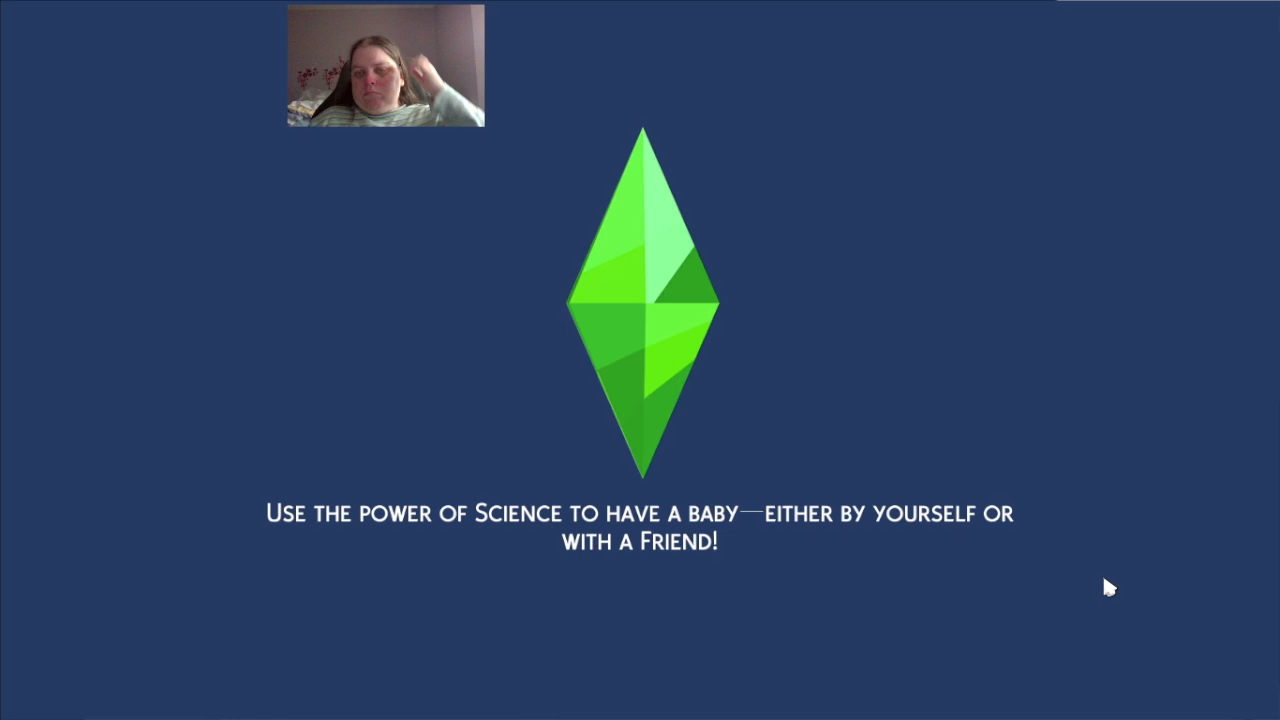 Use the power of Science to have a baby—either by yourself or
with a Friend!